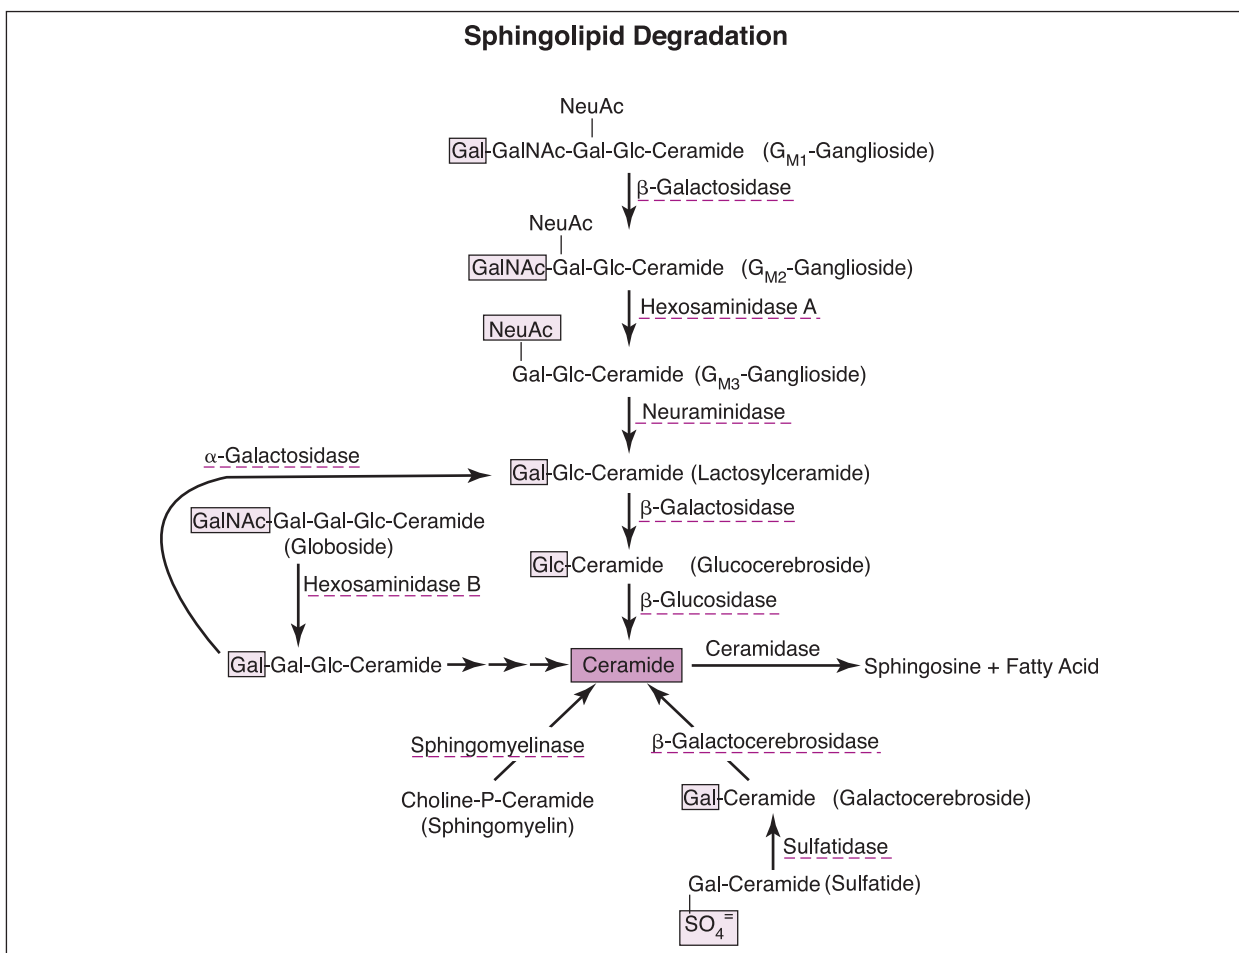 Sphingolipid Degradation
NeuAc
Gal-GalNAc-Gal-Glc-Ceramide (GM1-Ganglioside)
β-Galactosidase
NeuAc
GalNAc-Gal-Glc-Ceramide (GM2-Ganglioside)
Hexosaminidase A
NeuAc
Gal-Glc-Ceramide (GM3-Ganglioside)
Neuraminidase
α-Galactosidase
Gal-Glc-Ceramide (Lactosylceramide)
β-Galactosidase
GalNAc-Gal-Gal-Glc-Ceramide
(Globoside)
Glc-Ceramide (Glucocerebroside)
Hexosaminidase B
β-Glucosidase
Gal-Gal-Glc-Ceramide
Ceramide
Ceramidase
Sphingosine + Fatty Acid
Sphingomyelinase
β-Galactocerebrosidase
Choline-P-Ceramide
(Sphingomyelin)
Gal-Ceramide (Galactocerebroside)
Sulfatidase
Gal-Ceramide (Sulfatide)
SO4=